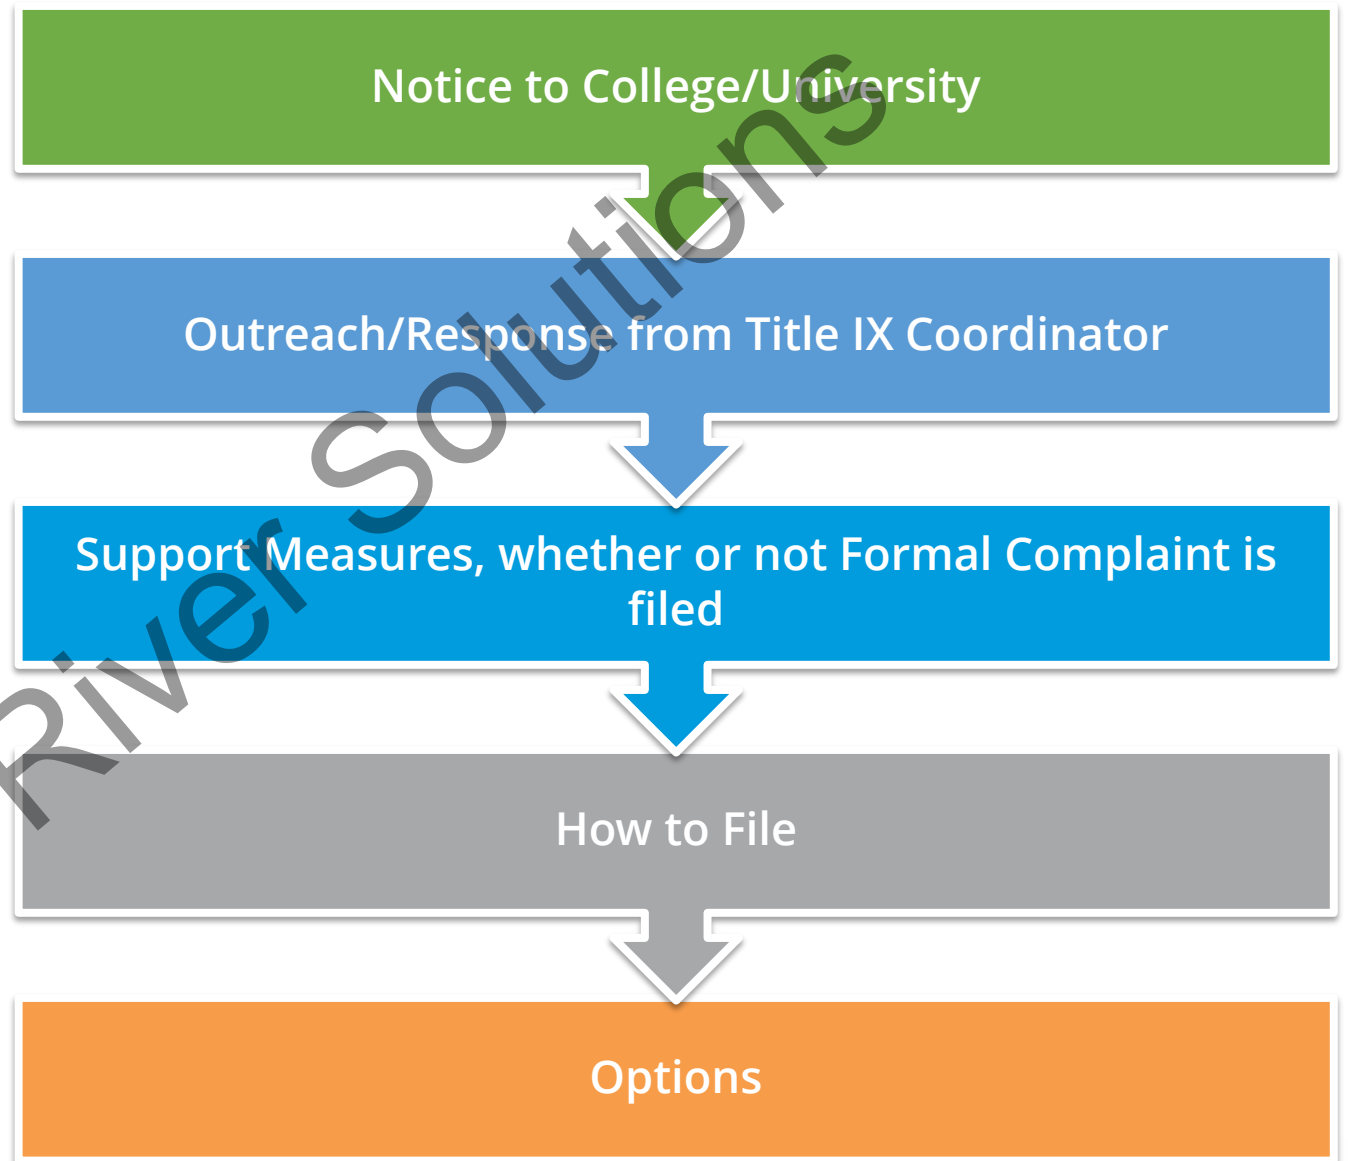 Notice to College/University
Outreach/Response from Title IX Coordinator
Support Measures, whether or not Formal Complaint is
filed
How to File
Options
River Solutions